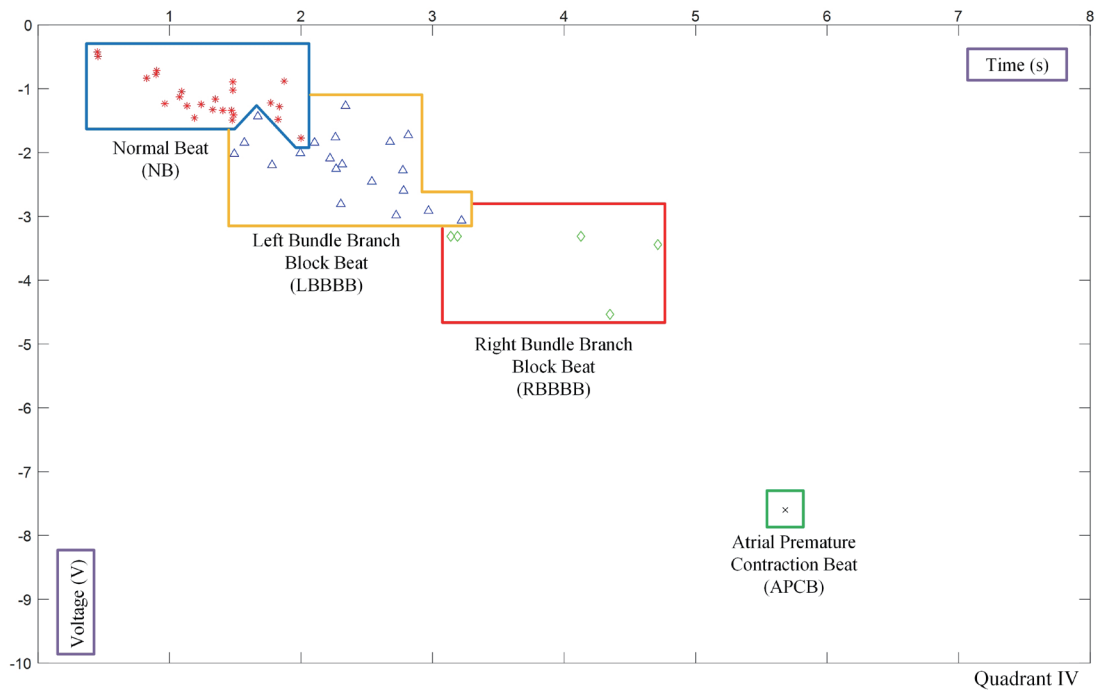 1 2 3 4 5 6 7 8
0
Time (s)
-1
Normal Beat
(NB)
-2
-3
Left Bundle Branch
Block Beat
(LBBBB)
-4
-5
Right Bundle Branch
Block Beat
(RBBBB)
-6
-7
-8
Atrial Premature
Contraction Beat
(APCB)
Voltage (V)
-9
-10
Quadrant IV